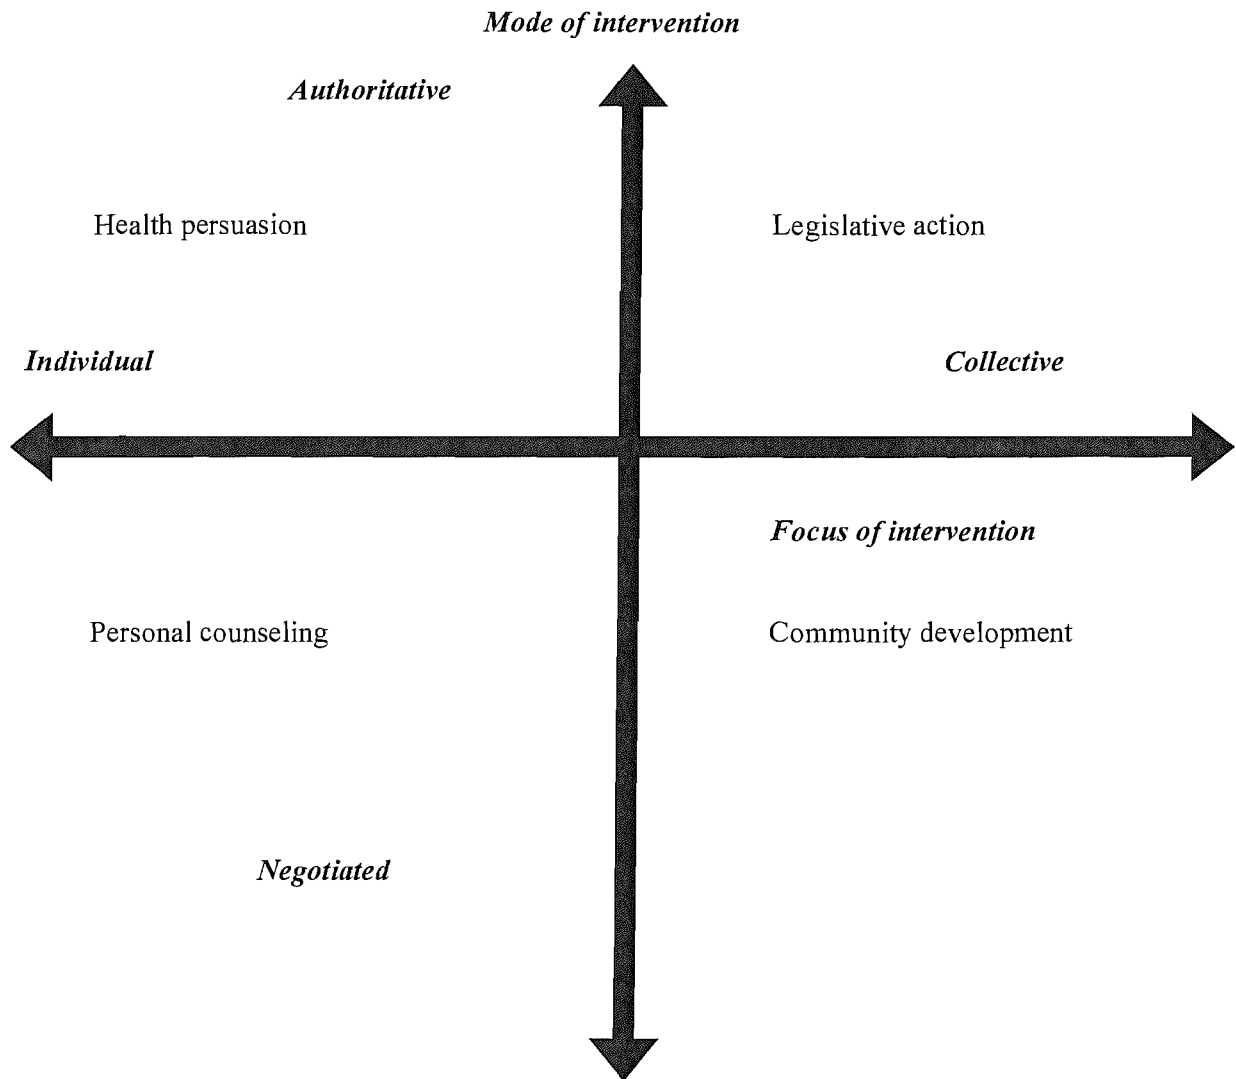 Mode of intervention
Authoritative
Health persuasion
Legislative action
Individual
Collective
Focus of intervention
Personal counseling
Community development
Negotiated